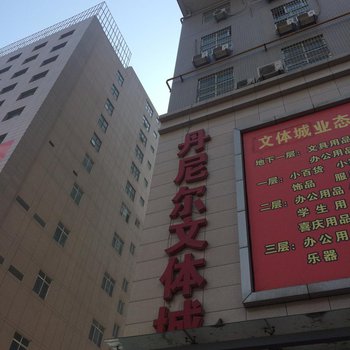 丹尼尔文体城
文体城业态
地下一层：文具用品
办公用品
一层：小百货 小
饰品 服
二层：办公用品
学生用
喜庆用品
三层：办公用
乐器